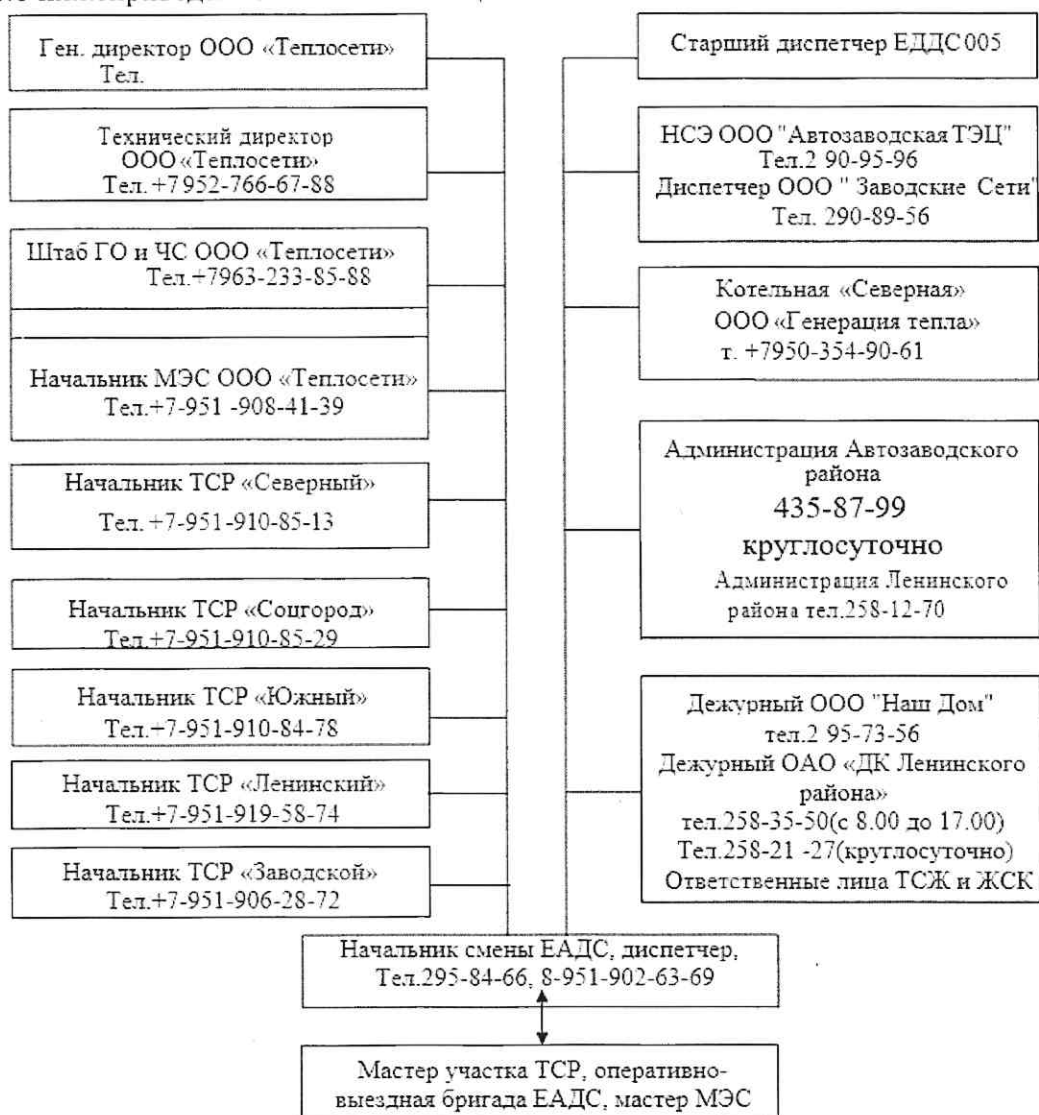 Ген. директор ООО «Теплосети»
Тел.
Технический директор
ООО «Теплосети»
Тел. +7 952-766-67-88
Штаб ГО и ЧС ООО «Теплосети»
Тел.+7963-233-85-88
Начальник МЭС ООО «Теплосети»
Тел.+7-951 -908-41-39
Начальник ТСР «Северный»
Тел. +7-951-910-85-13
Начальник ТСР «Соцгород»
Тел.+7-951-910-85-29
Начальник ТСР «Южный»
Тел.+7-951-910-84-78
Начальник ТСР «Ленинский»
Тел.+7-951-919-58-74
Начальник ТСР «Заводской»
Тел.+7-951-906-28-72
Старший диспетчер ЕДДС 005
НСЭ ООО "Автозаводская ТЭЦ"
Тел.2 90-95-96
Диспетчер ООО " Заводские Сети"
Тел. 290-89-56
Котельная «Северная»
ООО «Генерация тепла»
т. +7950-354-90-61
Администрация Автозаводского
района
435-87-99
круглосуточно
Администрация Ленинского
района тел.258-12-70
Дежурный ООО "Наш Дом"
тел.2 95-73-56
Дежурный ОАО «ДК Ленинского
района»
тел.258-35-50(с 8.00 до 17.00)
Тел.258-21 -27(круглосуточно)
Ответственные лица ТСЖ и ЖСК
Начальник смены ЕАДС, диспетчер,
Тел.295-84-66, 8-951-902-63-69
Мастер участка ТСР, оперативно-
выездная бригада ЕАДС, мастер МЭС